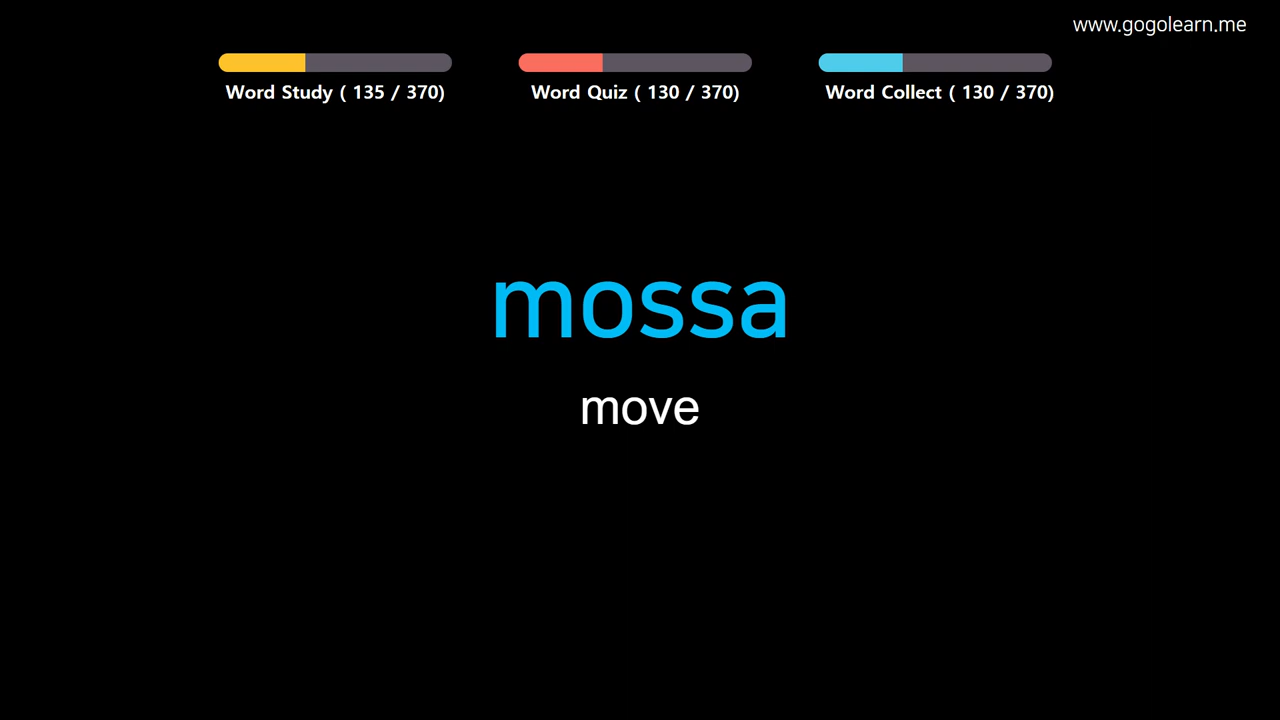 www.gogolearn.me
Word Study ( 135 / 370)
Word Quiz ( 130 / 370)
Word Collect ( 130 / 370)
mossa
move